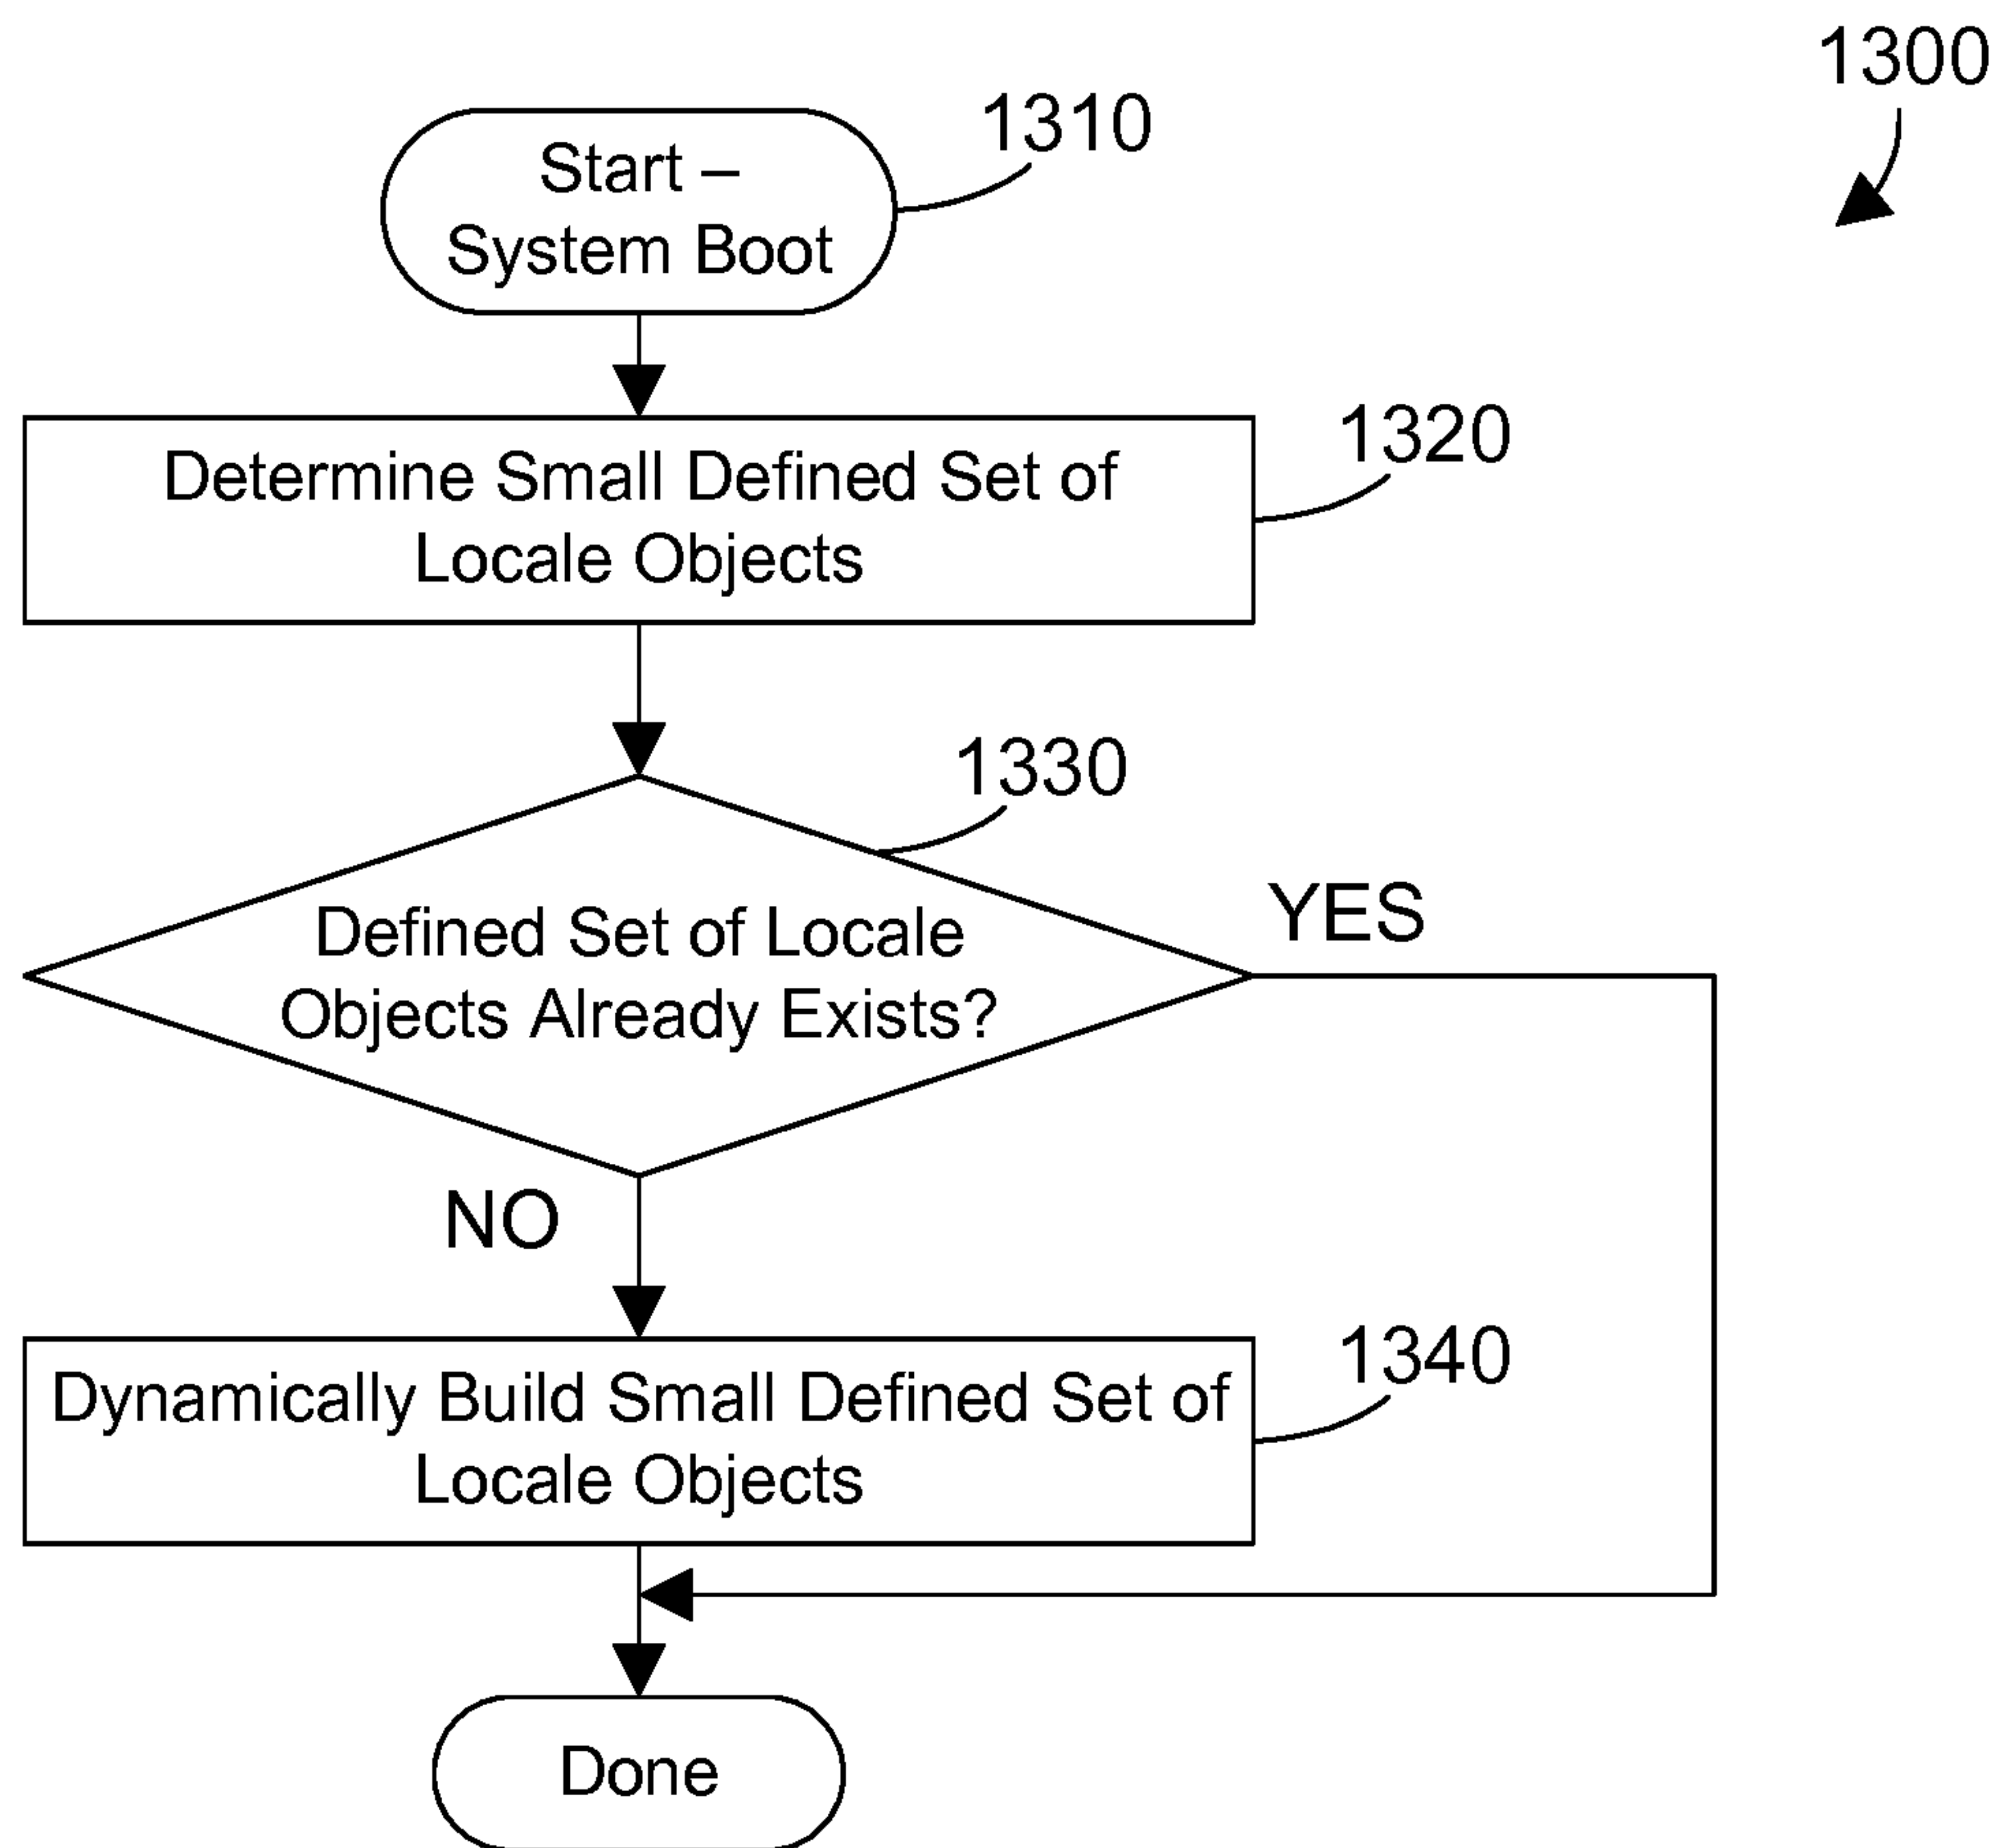 1300
1310
Start –
System Boot
1320
Determine Small Defined Set of
Locale Objects
1330
Defined Set of Locale
Objects Already Exists?
YES
NO
1340
Dynamically Build Small Defined Set of
Locale Objects
Done